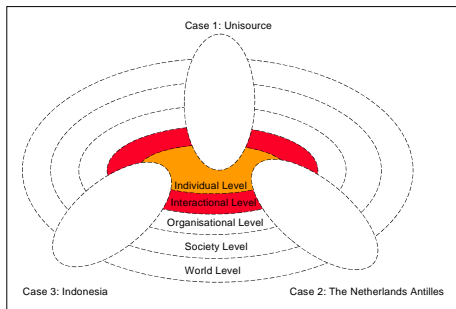 Case 1: Unisource
Individual Level
Interactional Level
Organisational Level
Society Level
World Level
Case 3: Indonesia
Case 2: The Netherlands Antilles